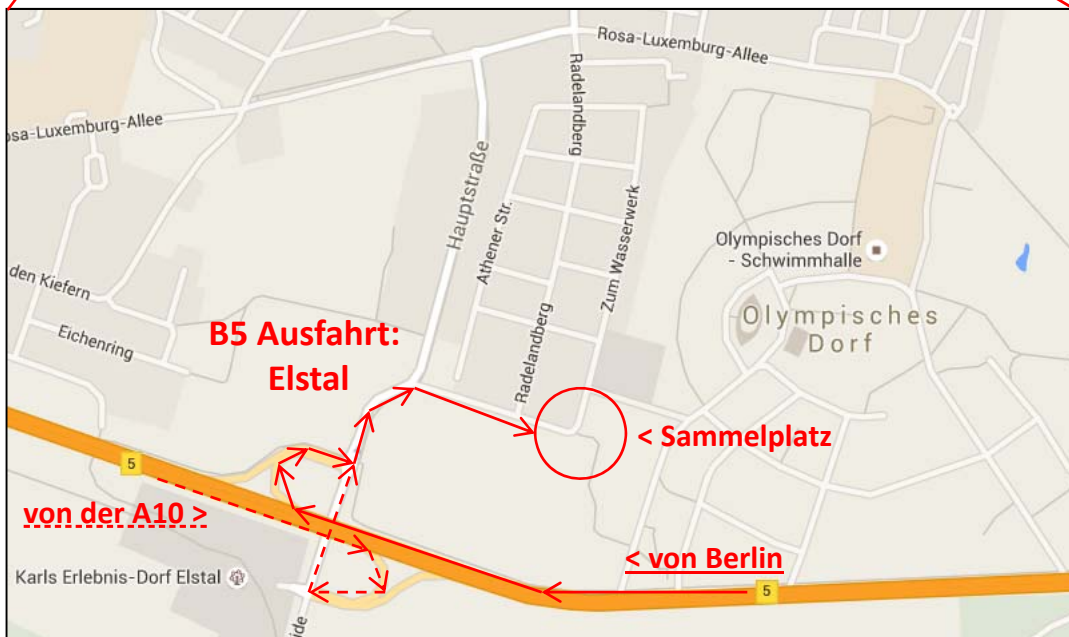 Rosa-Luxemburg-Allee
Radelandberg
osa-Luxemburg-Allee
Hauptstraße
Athener Str.
Zum Wasserwerk
Olympisches Dorf
- Schwimmhalle
den Kiefern
Eichenring
Olympisches
Dorf
B5 Ausfahrt:
Elstal
Radelandberg
< Sammelplatz
5
von der A10 >
< von Berlin
Karls Erlebnis-Dorf Elstal
5
ide